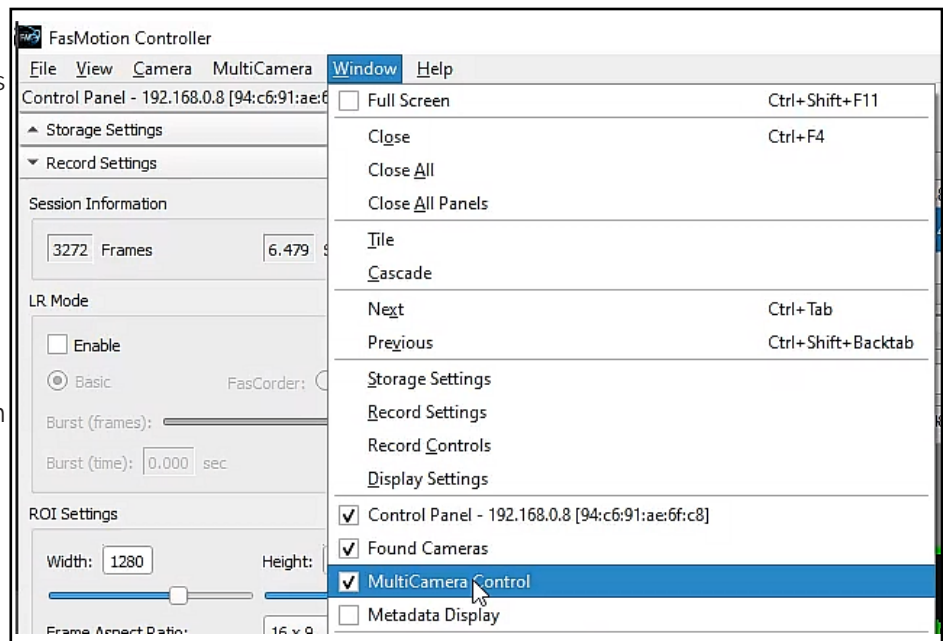 FasMotion Controller
File View Camera MultiCamera Window Help
Control Panel - 192.168.0.8 [94:c6:91:ae:6
Full Screen Ctrl+Shift+F11
Storage Settings
Close Ctrl+F4
Record Settings
Close All
Session Information
Close All Panels
3272 Frames 6.479
Tile
Cascade
LR Mode
Next Ctrl+Tab
Enable
Previous Ctrl+Shift+Backtab
Basic FasCorder:
Storage Settings
Burst (frames):
Record Settings
Burst (time): 0.000 sec
Record Controls
Display Settings
ROI Settings
Control Panel - 192.168.0.8 [94:c6:91:ae:6f:c8]
Width: 1280 Height:
Found Cameras
MultiCamera Control
Metadata Display
Frame Aspect Ratio: 16 x 9